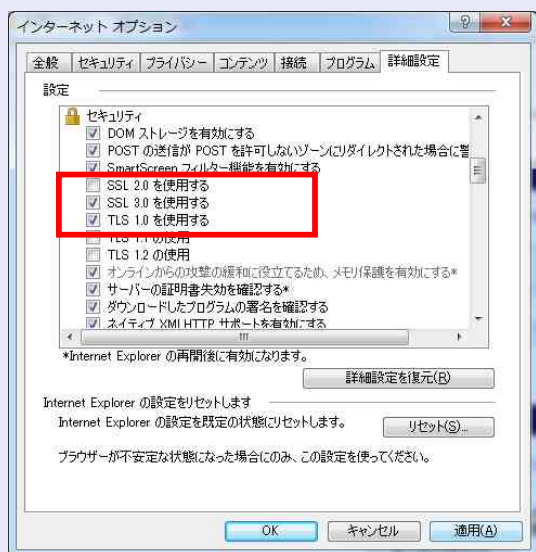 インターネット オプション
全般 セキュリティ プライバシー コンテンツ 接続 プログラム 詳細設定
設定
セキュリティ
DOM ストレージを有効にする
POST の送信が POST を許可しないゾーンにリダイレクトされた場合に警
SmartScreen フィルター機能を有効にする
SSL 2.0 を使用する
SSL 3.0 を使用する
TLS 1.0 を使用する
TLS 1.1 の使用
TLS 1.2 の使用
オンラインからの攻撃の緩和に役立てるため、メモリ保護を有効にする*
サーバーの証明書失効を確認する*
ダウンロードしたプログラムの署名を確認する
ネイティブ XMLHTTP サポートを有効にする
*Internet Explorer の再開後に有効になります。
詳細設定を復元(R)
Internet Explorer の設定をリセットします
Internet Explorer の設定を既定の状態にリセットします。
リセット(S)...
ブラウザーが不安定な状態になった場合にのみ、この設定を使ってください。
OK キャンセル 適用(A)